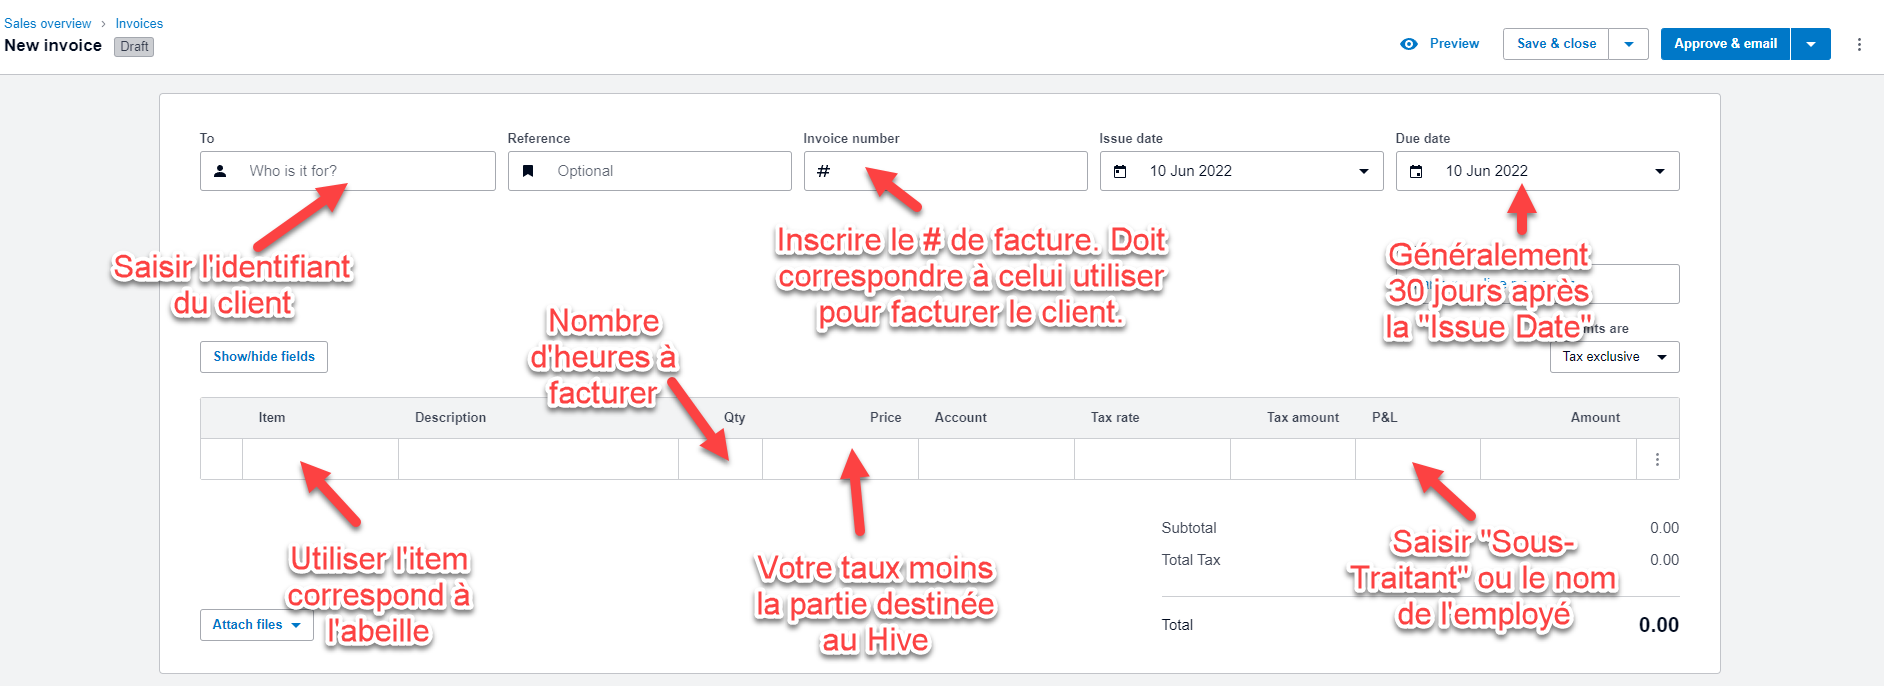 Sales overview > Invoices
New invoice Draft
Preview
Save & close
Approve & email
To
Who is it for?
Reference
Optional
Invoice number
#
Issue date
10 Jun 2022
Due date
10 Jun 2022
Saisir l'identifiant
du client
Inscrire le # de facture. Doit
correspondre à celui utiliser
pour facturer le client.
Généralement
30 jours après
la "Issue Date"
Nombre
d'heures à
facturer
Show/hide fields
are
Tax exclusive
Item Description Qty Price Account Tax rate Tax amount P&L Amount
Utiliser l'item
correspond à
l'abeille
Votre taux moins
la partie destinée
au Hive
Saisir "Sous-
Traitant" ou le nom
de l'employé
Subtotal 0.00
Total Tax 0.00
Total 0.00
Attach files